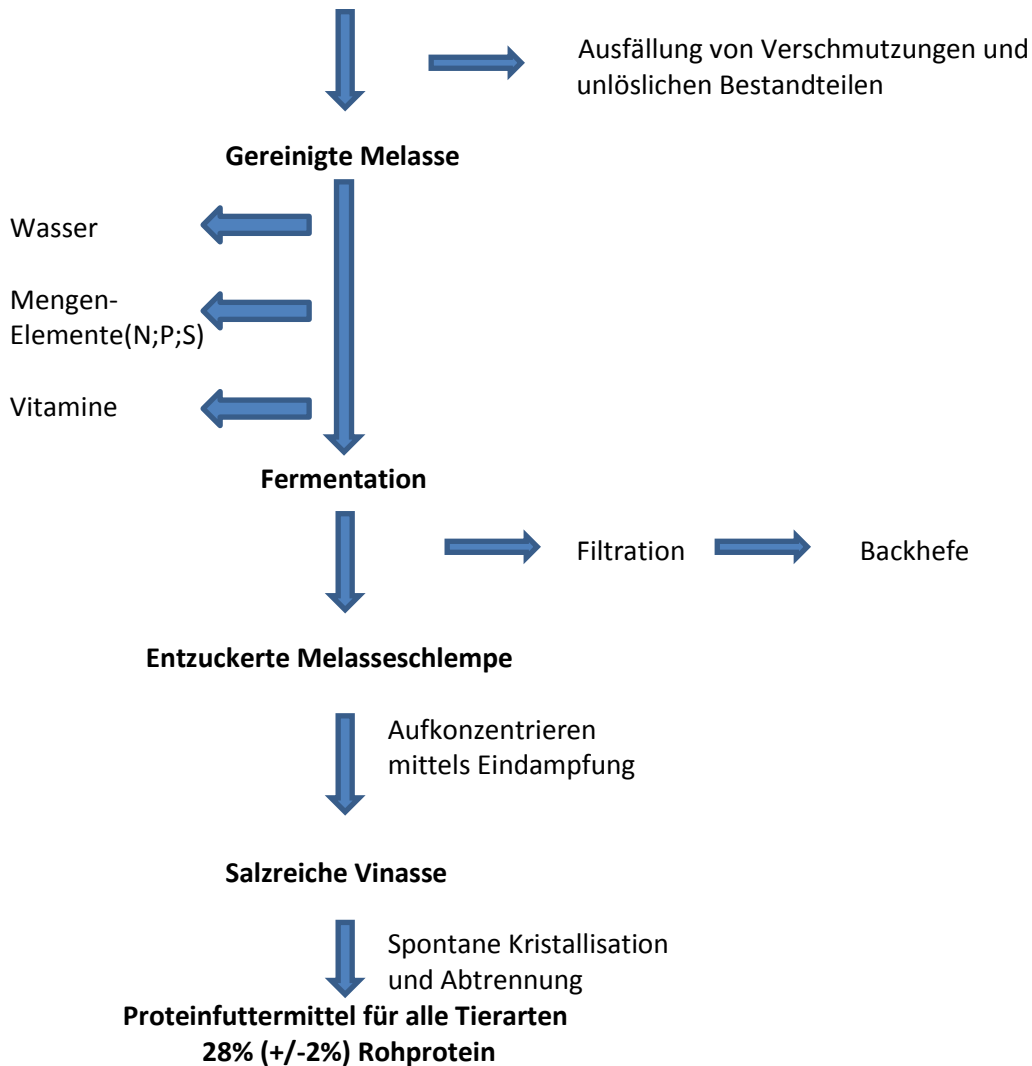 Ausfällung von Verschmutzungen und
unlöslichen Bestandteilen
Gereinigte Melasse
Wasser
Mengen-
Elemente(N;P;S)
Vitamine
Fermentation
Filtration
Backhefe
Entzuckerte Melasseschlempe
Aufkonzentrieren
mittels Eindampfung
Salzreiche Vinasse
Spontane Kristallisation
und Abtrennung
Proteinfuttermittel für alle Tierarten
28% (+/-2%) Rohprotein